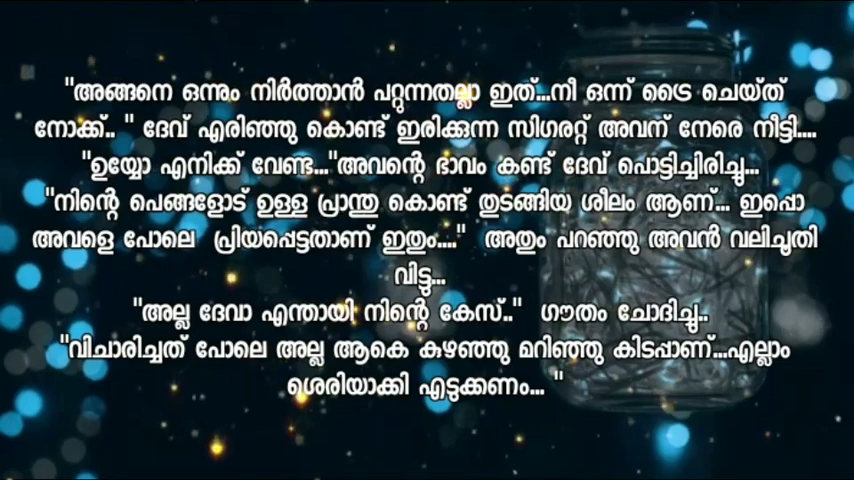 "അങ്ങനെ ഒന്നും നിർത്താൻ പറ്റുന്നതല്ലാ ഇത്...നീ ഒന്ന് ട്രൈ ചെയ്ത്
നോക്ക്.. " ദേവ് എരിഞ്ഞു കൊണ്ട് ഇരിക്കുന്ന സിഗരറ്റ് അവന് നേരെ നീട്ടി....
"ഉയ്യോ എനിക്ക് വേണ്ട..."അവന്റെ ഭാവം കണ്ട് ദേവ് പൊട്ടിച്ചിരിച്ചു...
"നിന്റെ പെങ്ങളോട് ഉള്ള പ്രാന്തു കൊണ്ട് തുടങ്ങിയ ശീലം ആണ്... ഇപ്പൊ
അവളെ പോലെ പ്രിയപ്പെട്ടതാണ് ഇതും...." അതും പറഞ്ഞു അവൻ വലിച്ചൂതി
വിട്ടു...
"അല്ല ദേവാ എന്തായി നിന്റെ കേസ്.." ഗൗതം ചോദിച്ചു..
"വിചാരിച്ചത് പോലെ അല്ല ആകെ കുഴഞ്ഞു മറിഞ്ഞു കിടപ്പാണ്...എല്ലാം
ശെരിയാക്കി എടുക്കണം... "